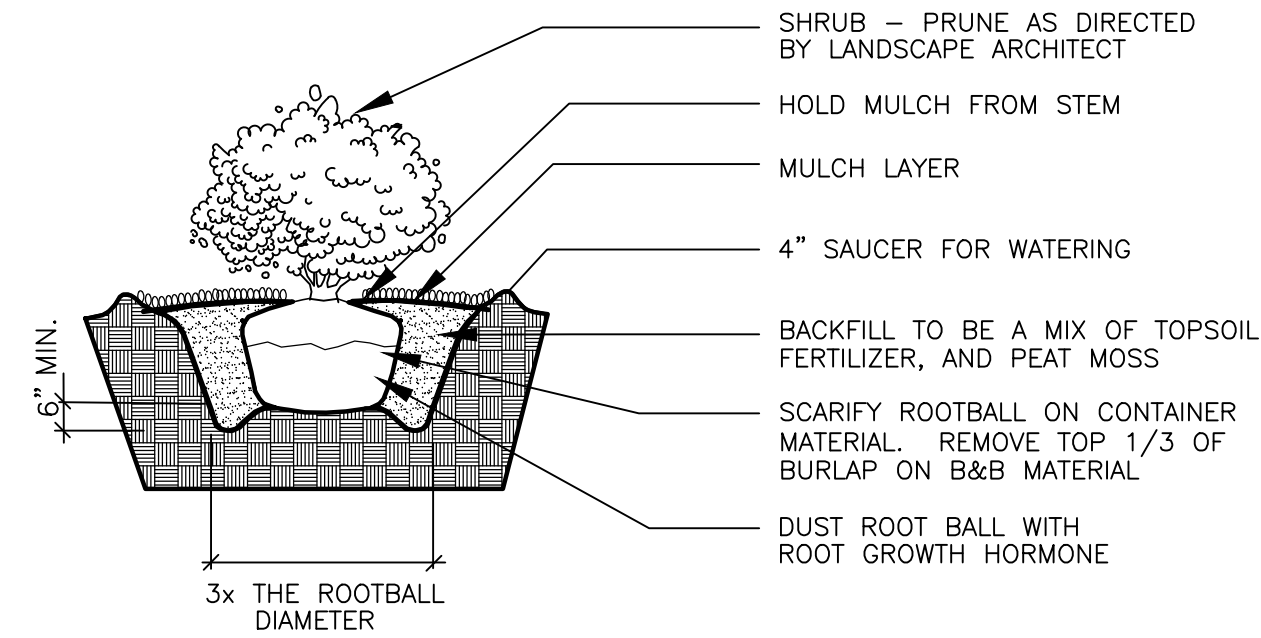 SHRUB – PRUNE AS DIRECTED
BY LANDSCAPE ARCHITECT
HOLD MULCH FROM STEM
MULCH LAYER
4” SAUCER FOR WATERING
BACKFILL TO BE A MIX OF TOPSOIL
FERTILIZER, AND PEAT MOSS
SCARIFY ROOTBALL ON CONTAINER
MATERIAL. REMOVE TOP 1/3 OF
BURLAP ON B&B MATERIAL
DUST ROOT BALL WITH
ROOT GROWTH HORMONE
6” MIN.
3x THE ROOTBALL
DIAMETER